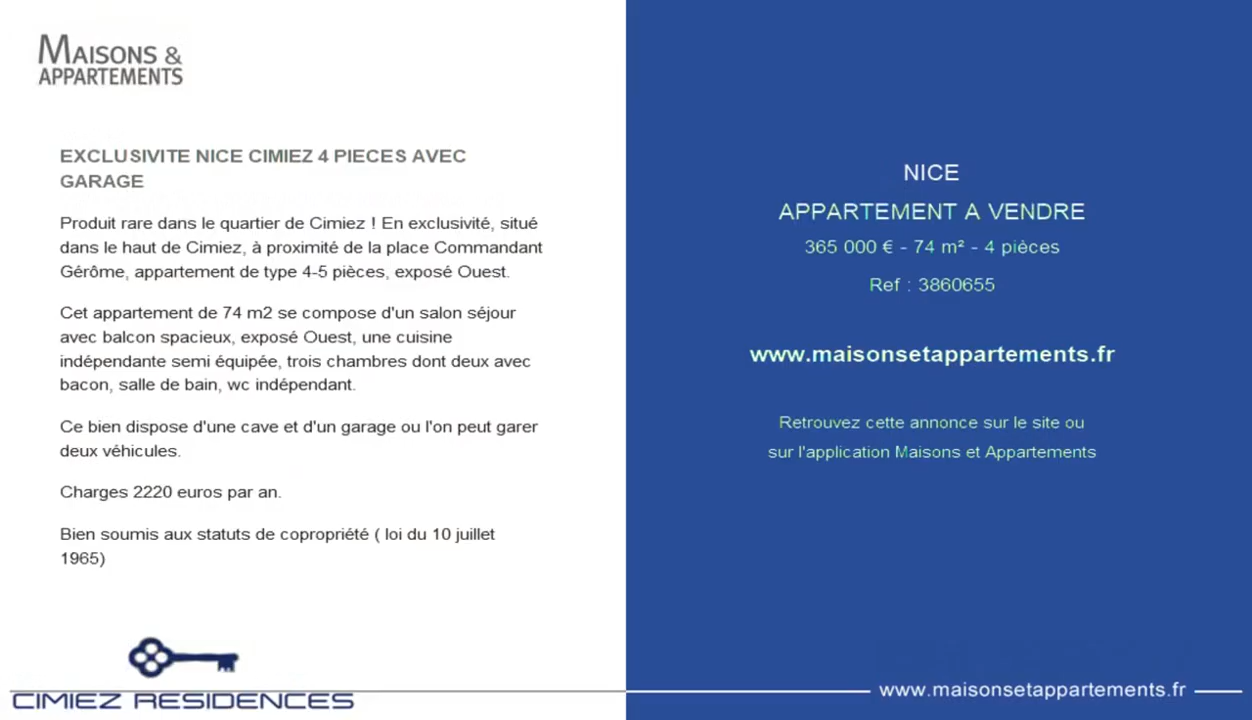 MAISONS &
APPARTEMENTS
EXCLUSIVITE NICE CIMIEZ 4 PIECES AVEC
GARAGE
Produit rare dans le quartier de Cimiez ! En exclusivité, situé
dans le haut de Cimiez, à proximité de la place Commandant
Gérôme, appartement de type 4-5 pièces, exposé Ouest.
Cet appartement de 74 m2 se compose d'un salon séjour
avec balcon spacieux, exposé Ouest, une cuisine
indépendante semi équipée, trois chambres dont deux avec
bacon, salle de bain, wc indépendant.
Ce bien dispose d'une cave et d'un garage ou l'on peut garer
deux véhicules.
Charges 2220 euros par an.
Bien soumis aux statuts de copropriété ( loi du 10 juillet
1965)
CIMIEZ RESIDENCES
NICE
APPARTEMENT A VENDRE
365 000 € - 74 m² - 4 pièces
Ref : 3860655
www.maisonsetappartements.fr
Retrouvez cette annonce sur le site ou
sur l'application Maisons et Appartements
www.maisonsetappartements.fr